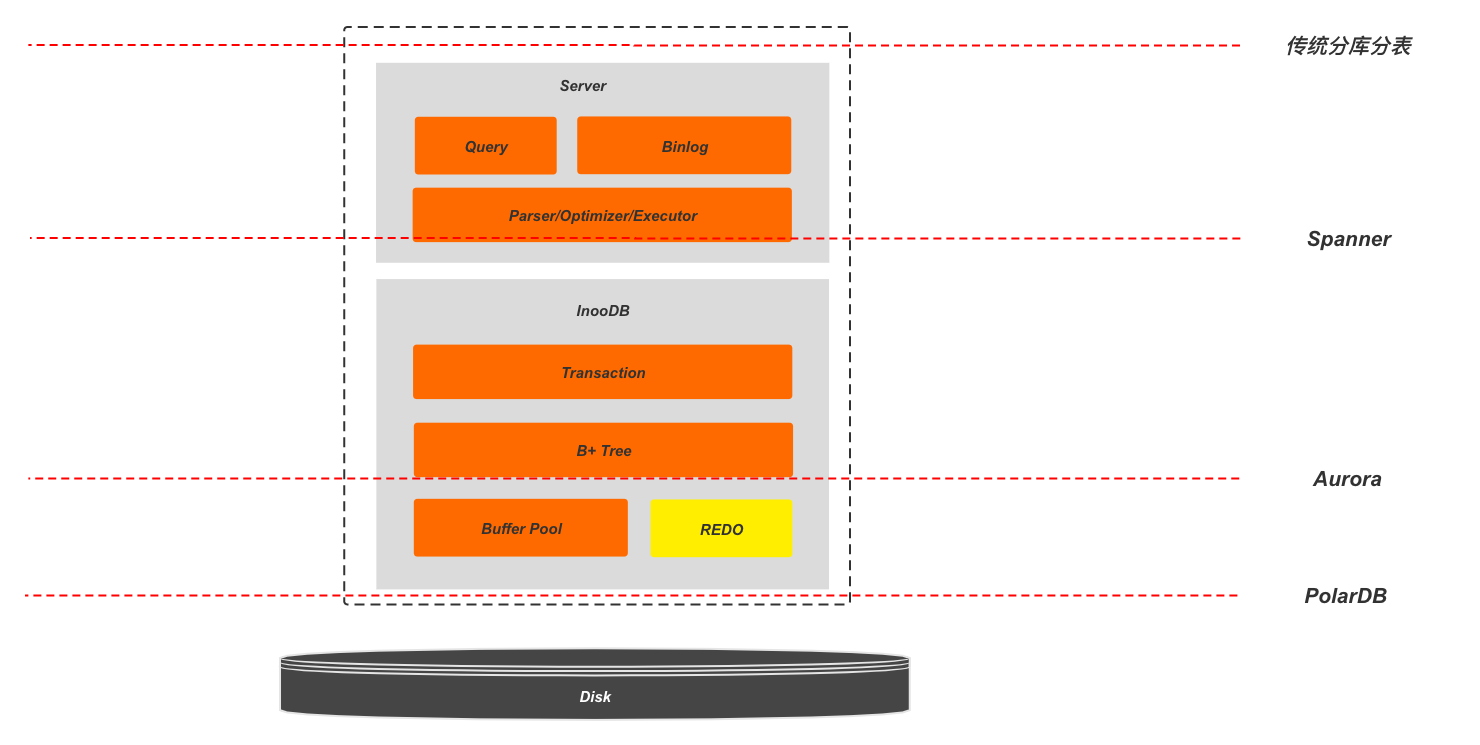 传统分库分表
Server
Query
Binlog
Parser/Optimizer/Executor
Spanner
InooDB
Transaction
B+ Tree
Aurora
Buffer Pool
REDO
PolarDB
Disk